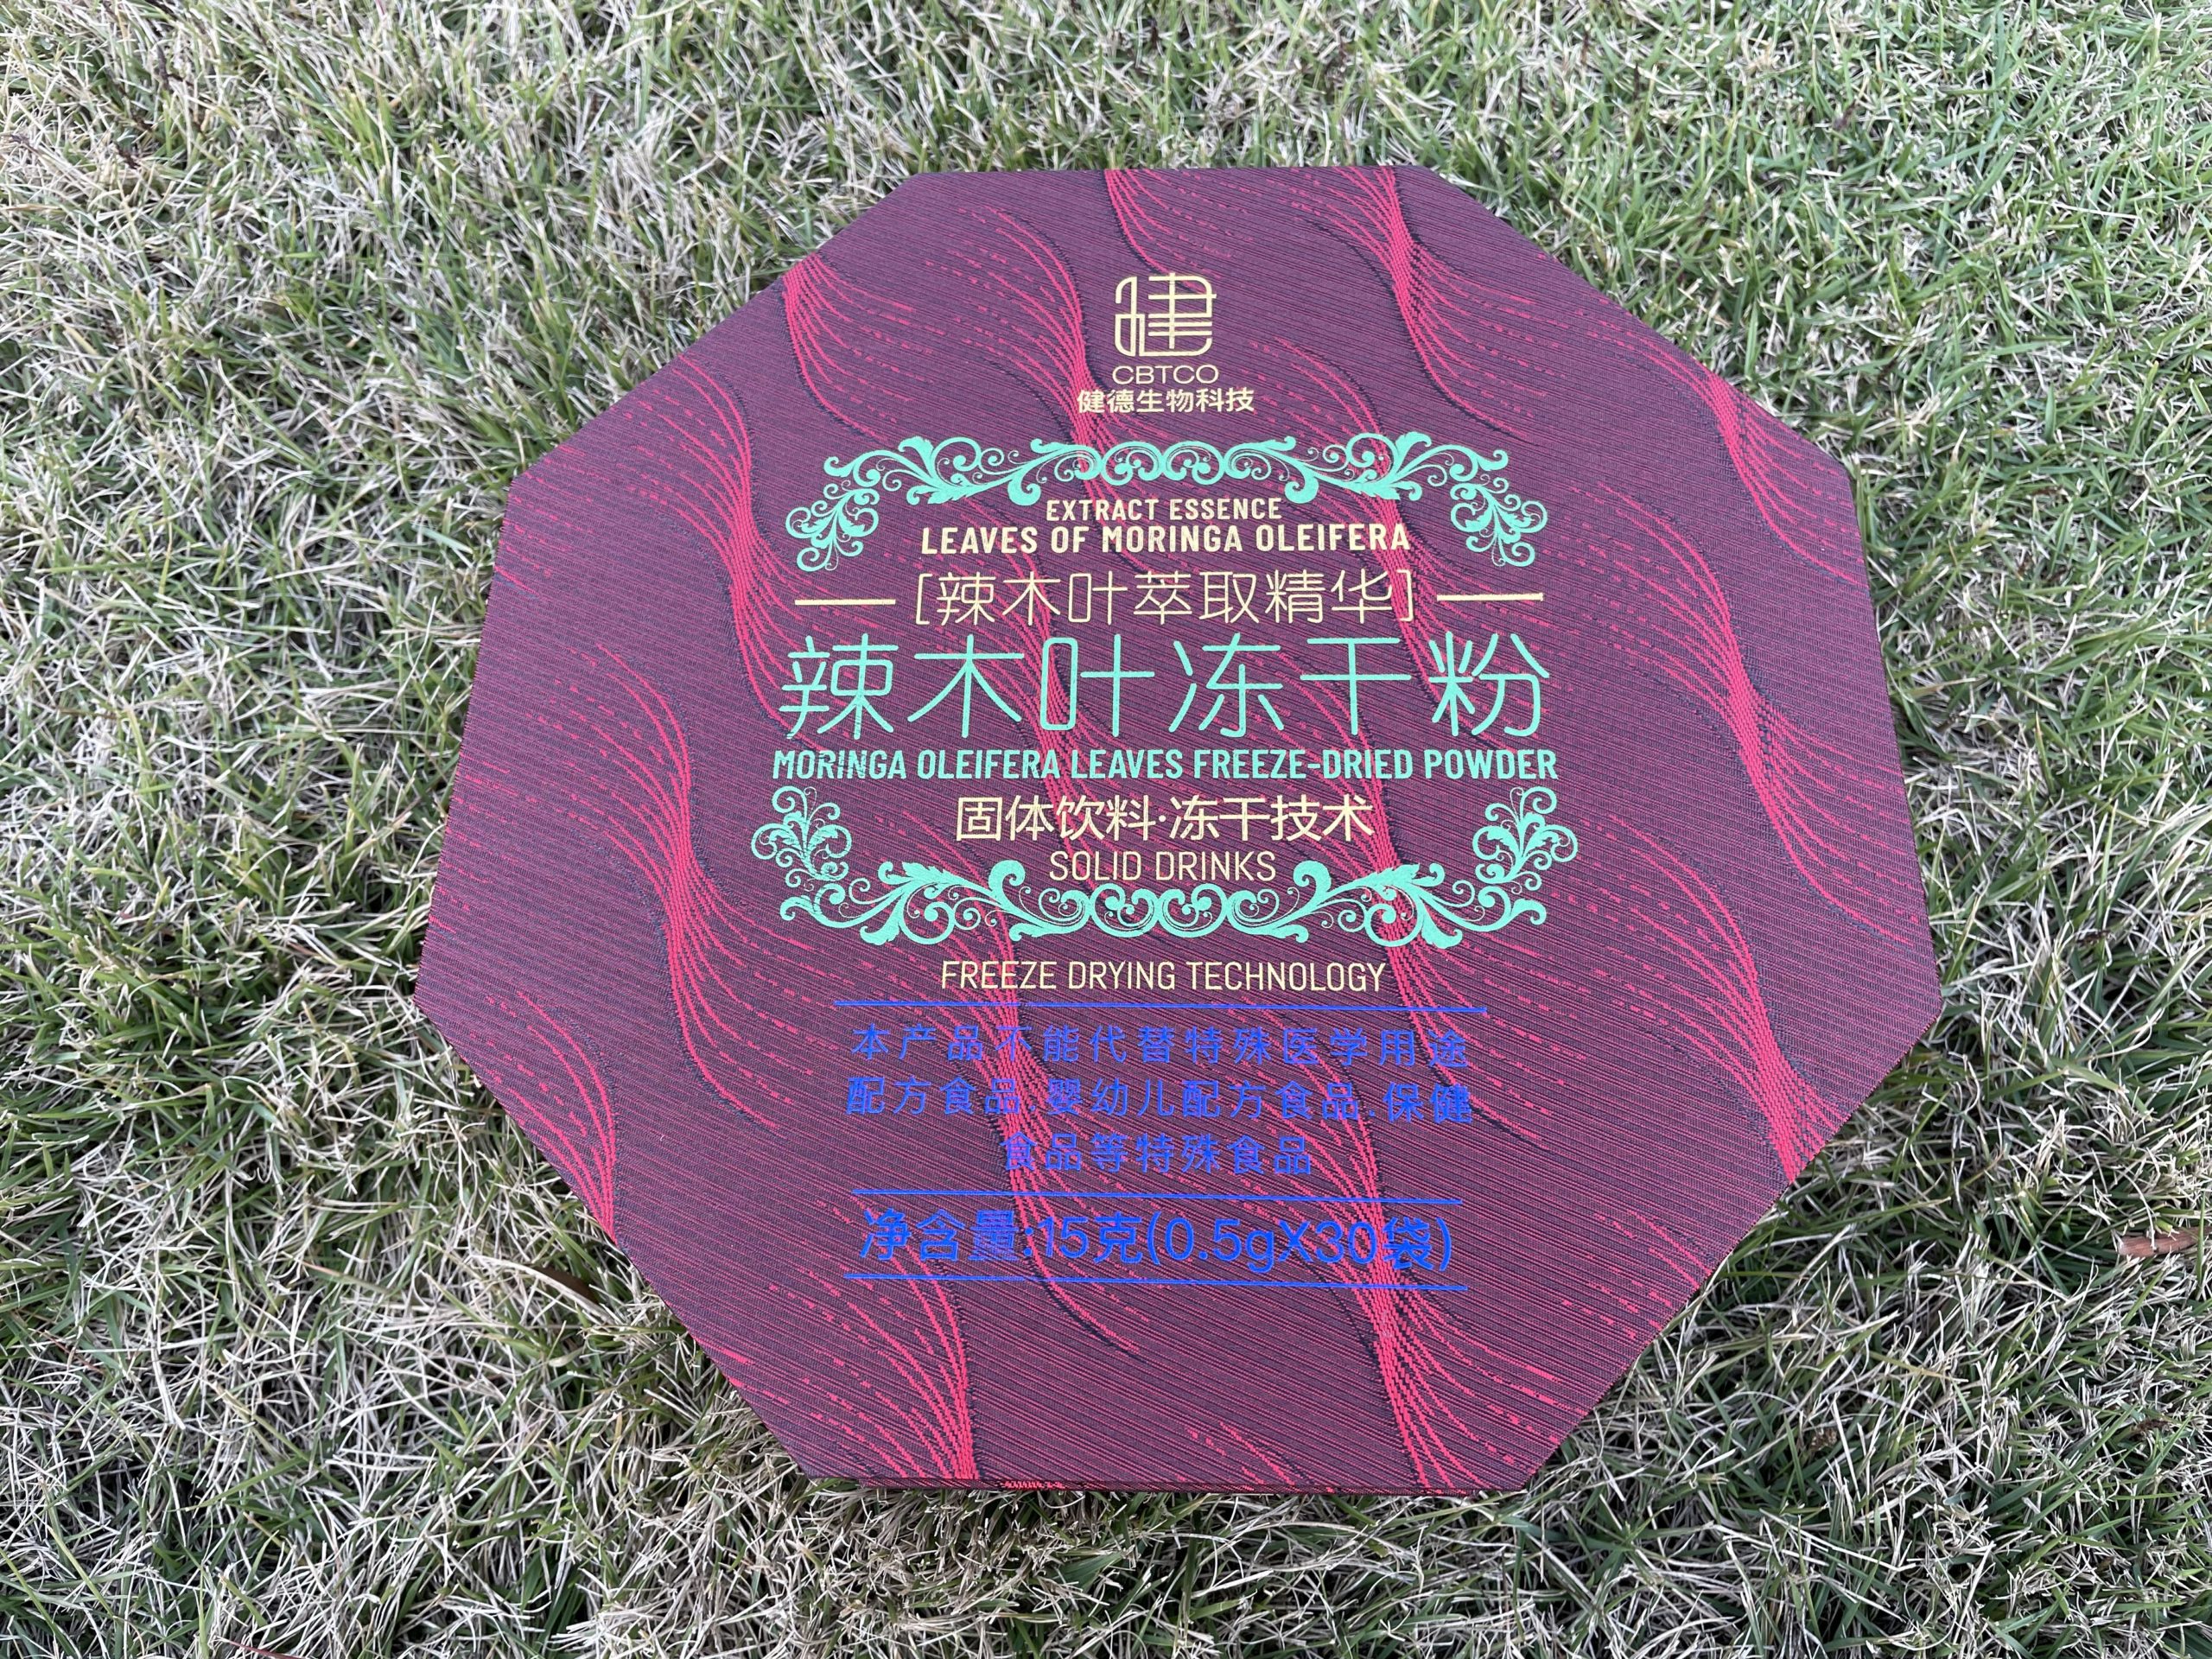 健
CBTCO
健德生物科技
EXTRACT ESSENCE
LEAVES OF MORINGA OLEIFERA
[辣木叶萃取精华]
辣木叶冻干粉
MORINGA OLEIFERA LEAVES FREEZE-DRIED POWDER
固体饮料·冻干技术
SOLID DRINKS
FREEZE DRYING TECHNOLOGY
本产品不能代替特殊医学用途
配方食品.婴幼儿配方食品.保健
食品等特殊食品
净含量:15克(0.5gX30袋)